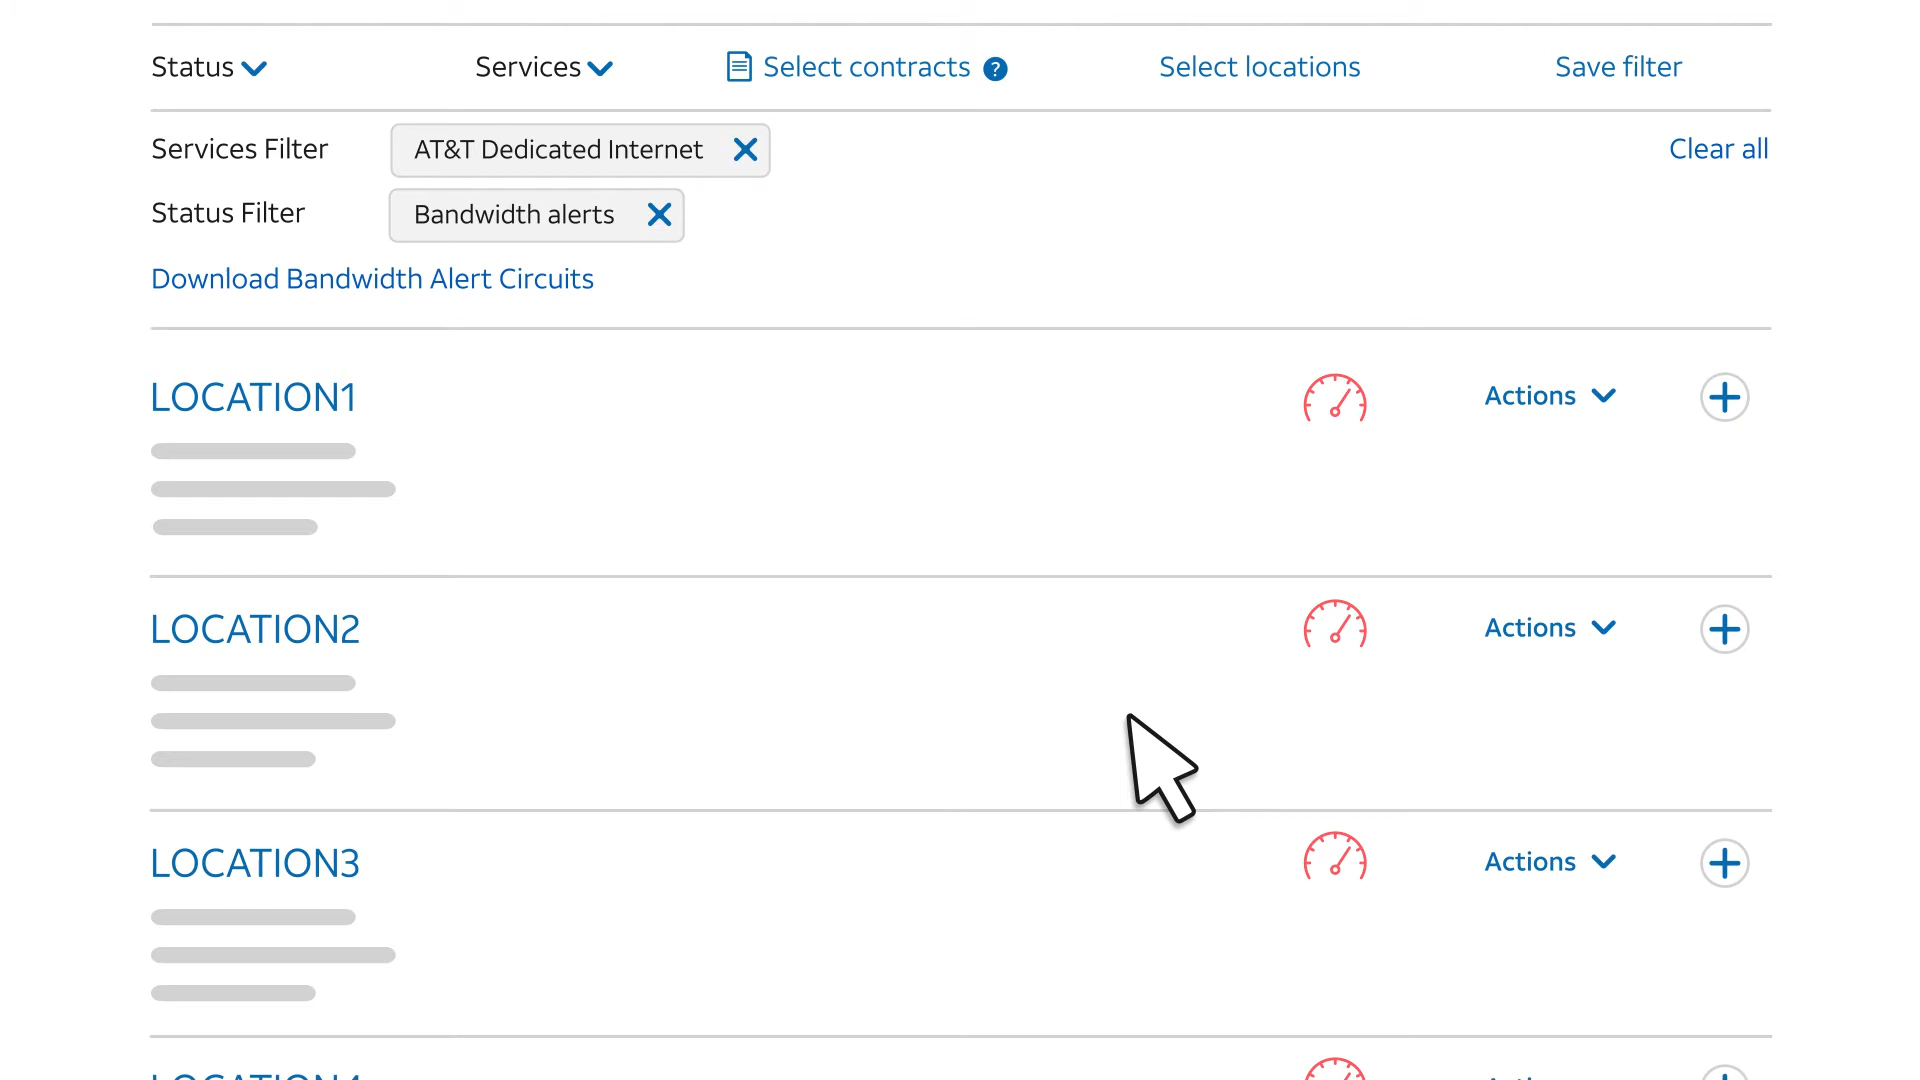 Status Services Select contracts ? Select locations Save filter
Services Filter AT&T Dedicated Internet Clear all
Status Filter Bandwidth alerts
Download Bandwidth Alert Circuits
LOCATION1 Actions
LOCATION2 Actions
LOCATION3 Actions